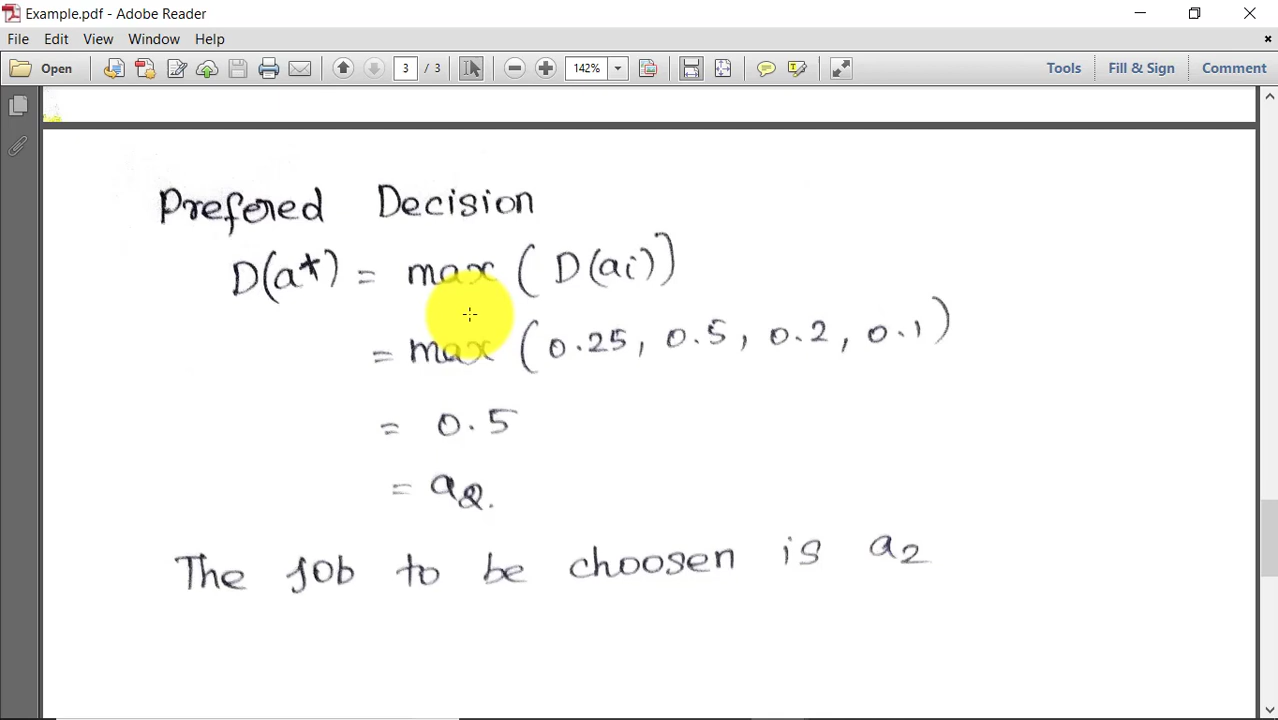 Example.pdf - Adobe Reader
File Edit View Window Help
Open 3 / 3 142% Tools Fill & Sign Comment
Prefered Decision
D(a*) = max ( D(ai))
= max ( 0.25, 0.5, 0.2, 0.1)
= 0.5
= a2.
The job to be choosen is a2